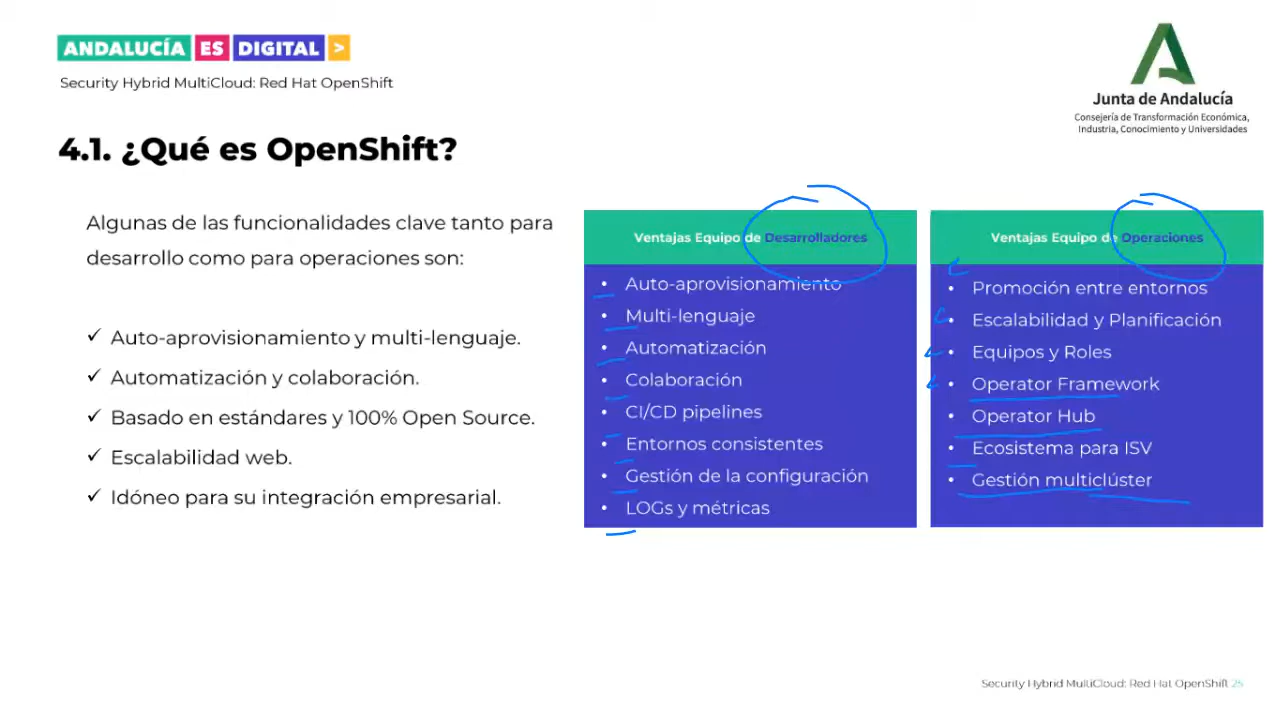 ANDALUCÍA ES DIGITAL >
Security Hybrid MultiCloud: Red Hat OpenShift
Junta de Andalucía
Consejería de Transformación Económica,
Industria, Conocimiento y Universidades
4.1. ¿Qué es OpenShift?
Algunas de las funcionalidades clave tanto para
desarrollo como para operaciones son:
✓ Auto-aprovisionamiento y multi-lenguaje.
✓ Automatización y colaboración.
✓ Basado en estándares y 100% Open Source.
✓ Escalabilidad web.
✓ Idóneo para su integración empresarial.
Ventajas Equipo de Desarrolladores
• Auto-aprovisionamiento
• Multi-lenguaje
• Automatización
• Colaboración
• CI/CD pipelines
• Entornos consistentes
• Gestión de la configuración
• LOGs y métricas
Ventajas Equipo de Operaciones
• Promoción entre entornos
• Escalabilidad y Planificación
• Equipos y Roles
• Operator Framework
• Operator Hub
• Ecosistema para ISV
• Gestión multiclúster
Security Hybrid MultiCloud: Red Hat OpenShift 25